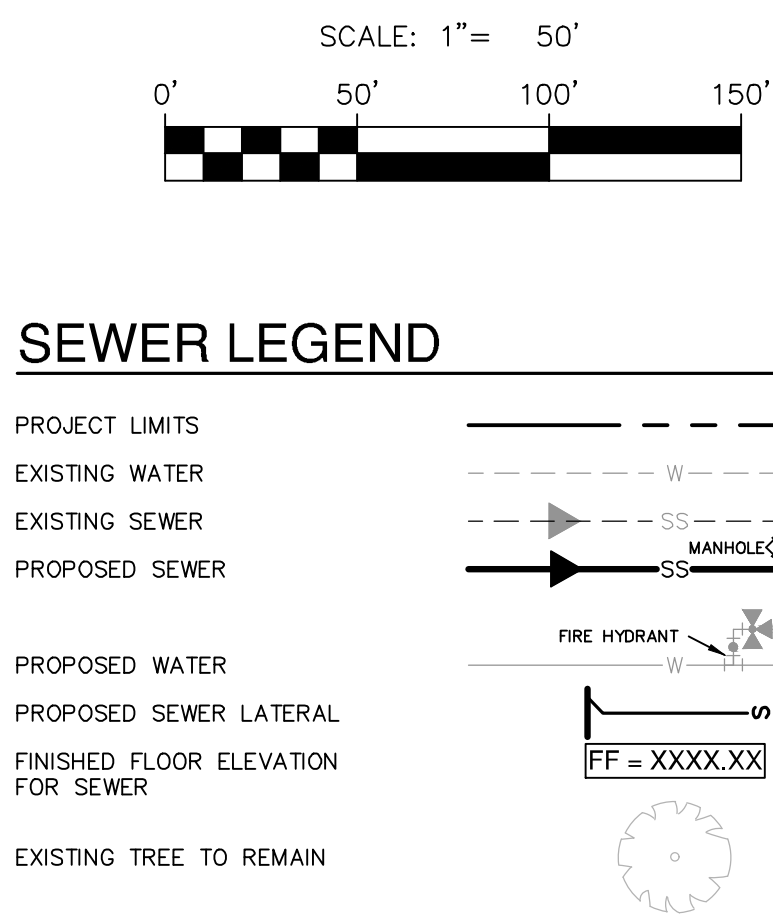 SCALE: 1"= 50'
0' 50' 100' 150'
SEWER LEGEND
PROJECT LIMITS
EXISTING WATER W
EXISTING SEWER SS
MANHOLE
PROPOSED SEWER SS
FIRE HYDRANT
PROPOSED WATER W
PROPOSED SEWER LATERAL S
FINISHED FLOOR ELEVATION FF = XXXX.XX
FOR SEWER
EXISTING TREE TO REMAIN